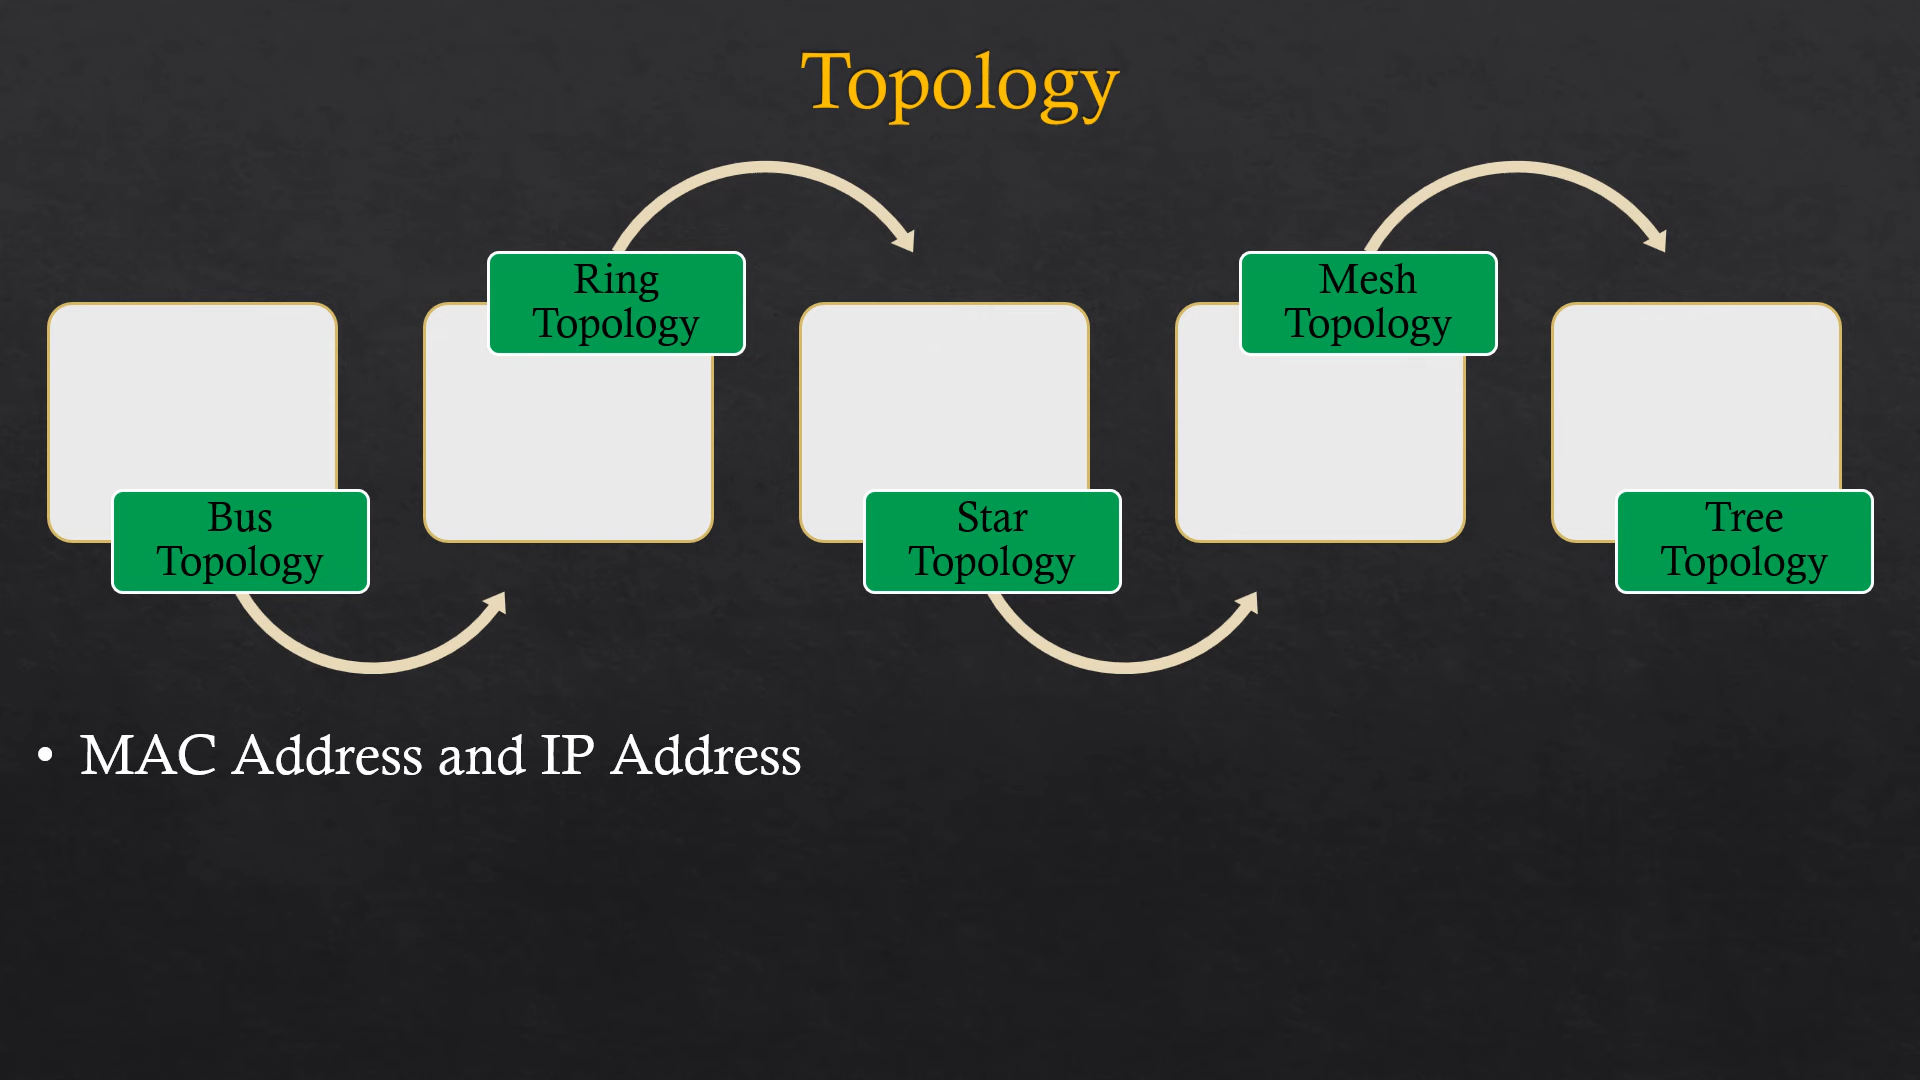 Topology
Bus
Topology
Ring
Topology
Star
Topology
Mesh
Topology
Tree
Topology
• MAC Address and IP Address